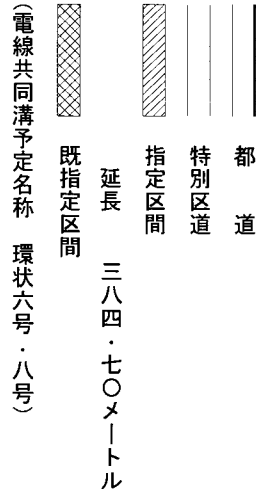 都道
特別区道
指定区間
延長　三八四・七〇メートル
既指定区間
（電線共同溝予定名称　環状六号・八号）